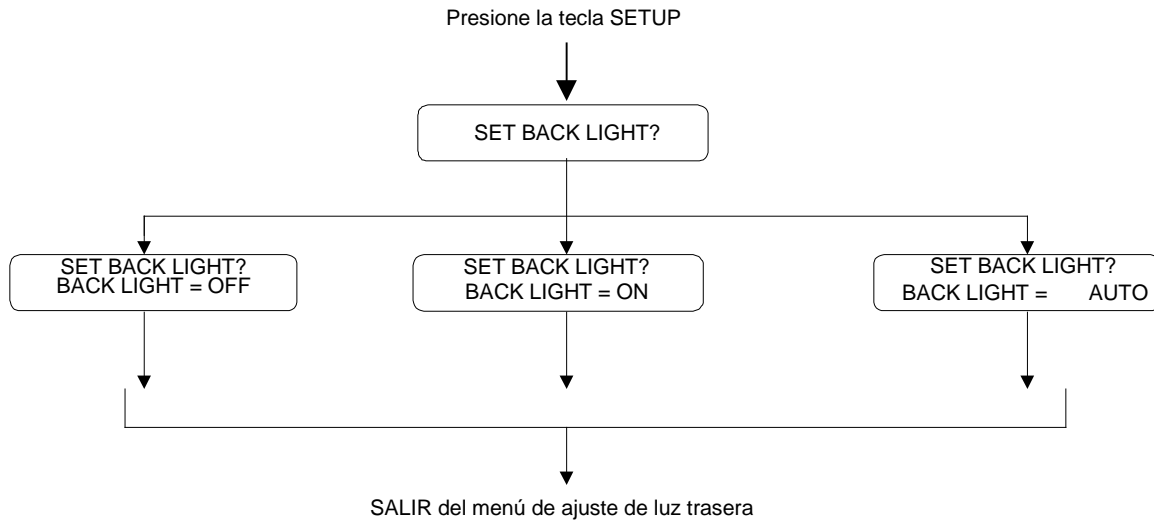 Presione la tecla SETUP
SET BACK LIGHT?
SET BACK LIGHT?
BACK LIGHT = OFF
SET BACK LIGHT?
BACK LIGHT = ON
SET BACK LIGHT?
BACK LIGHT = AUTO
SALIR del menú de ajuste de luz trasera